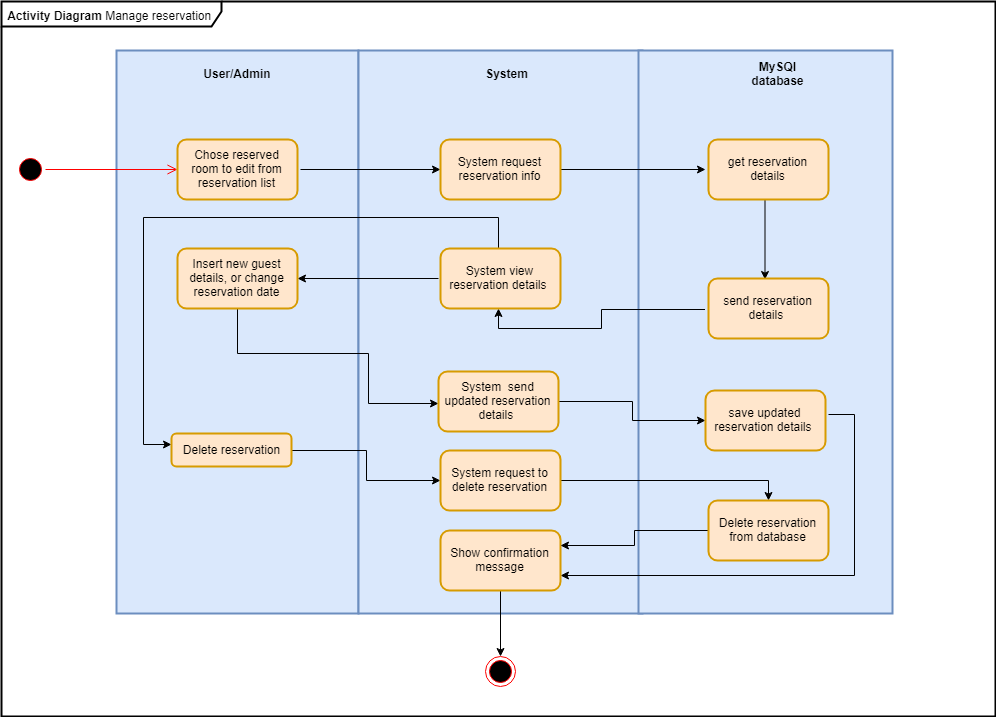 Activity Diagram Manage reservation
User/Admin
System
MySQl
database
Chose reserved
room to edit from
reservation list
System request
reservation info
get reservation
details
Insert new guest
details, or change
reservation date
System view
reservation details
send reservation
details
System send
updated reservation
details
save updated
reservation details
Delete reservation
System request to
delete reservation
Delete reservation
from database
Show confirmation
message